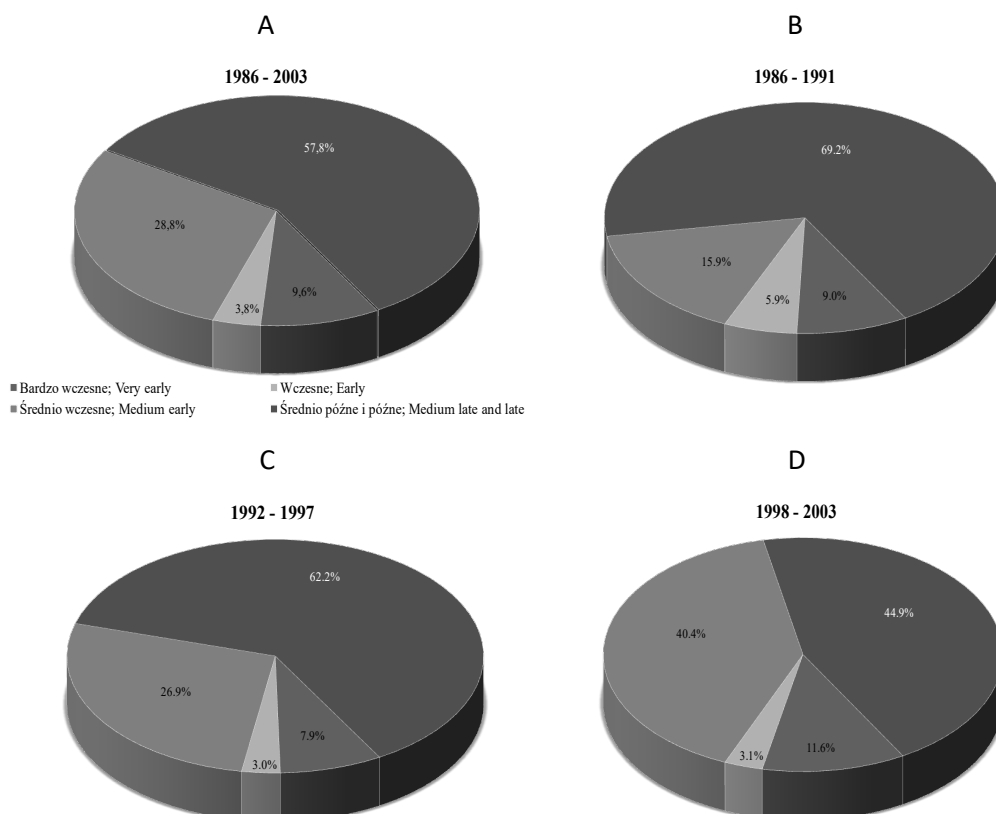 A
1986 - 2003
57,8%
28,8%
3,8%
9,6%
Bardzo wczesne; Very early
Wczesne; Early
Średnio wczesne; Medium early
Średnio późne i późne; Medium late and late
B
1986 - 1991
69.2%
15.9%
5.9%
9.0%
C
1992 - 1997
62.2%
26.9%
3.0%
7.9%
D
1998 - 2003
44.9%
40.4%
3.1%
11.6%